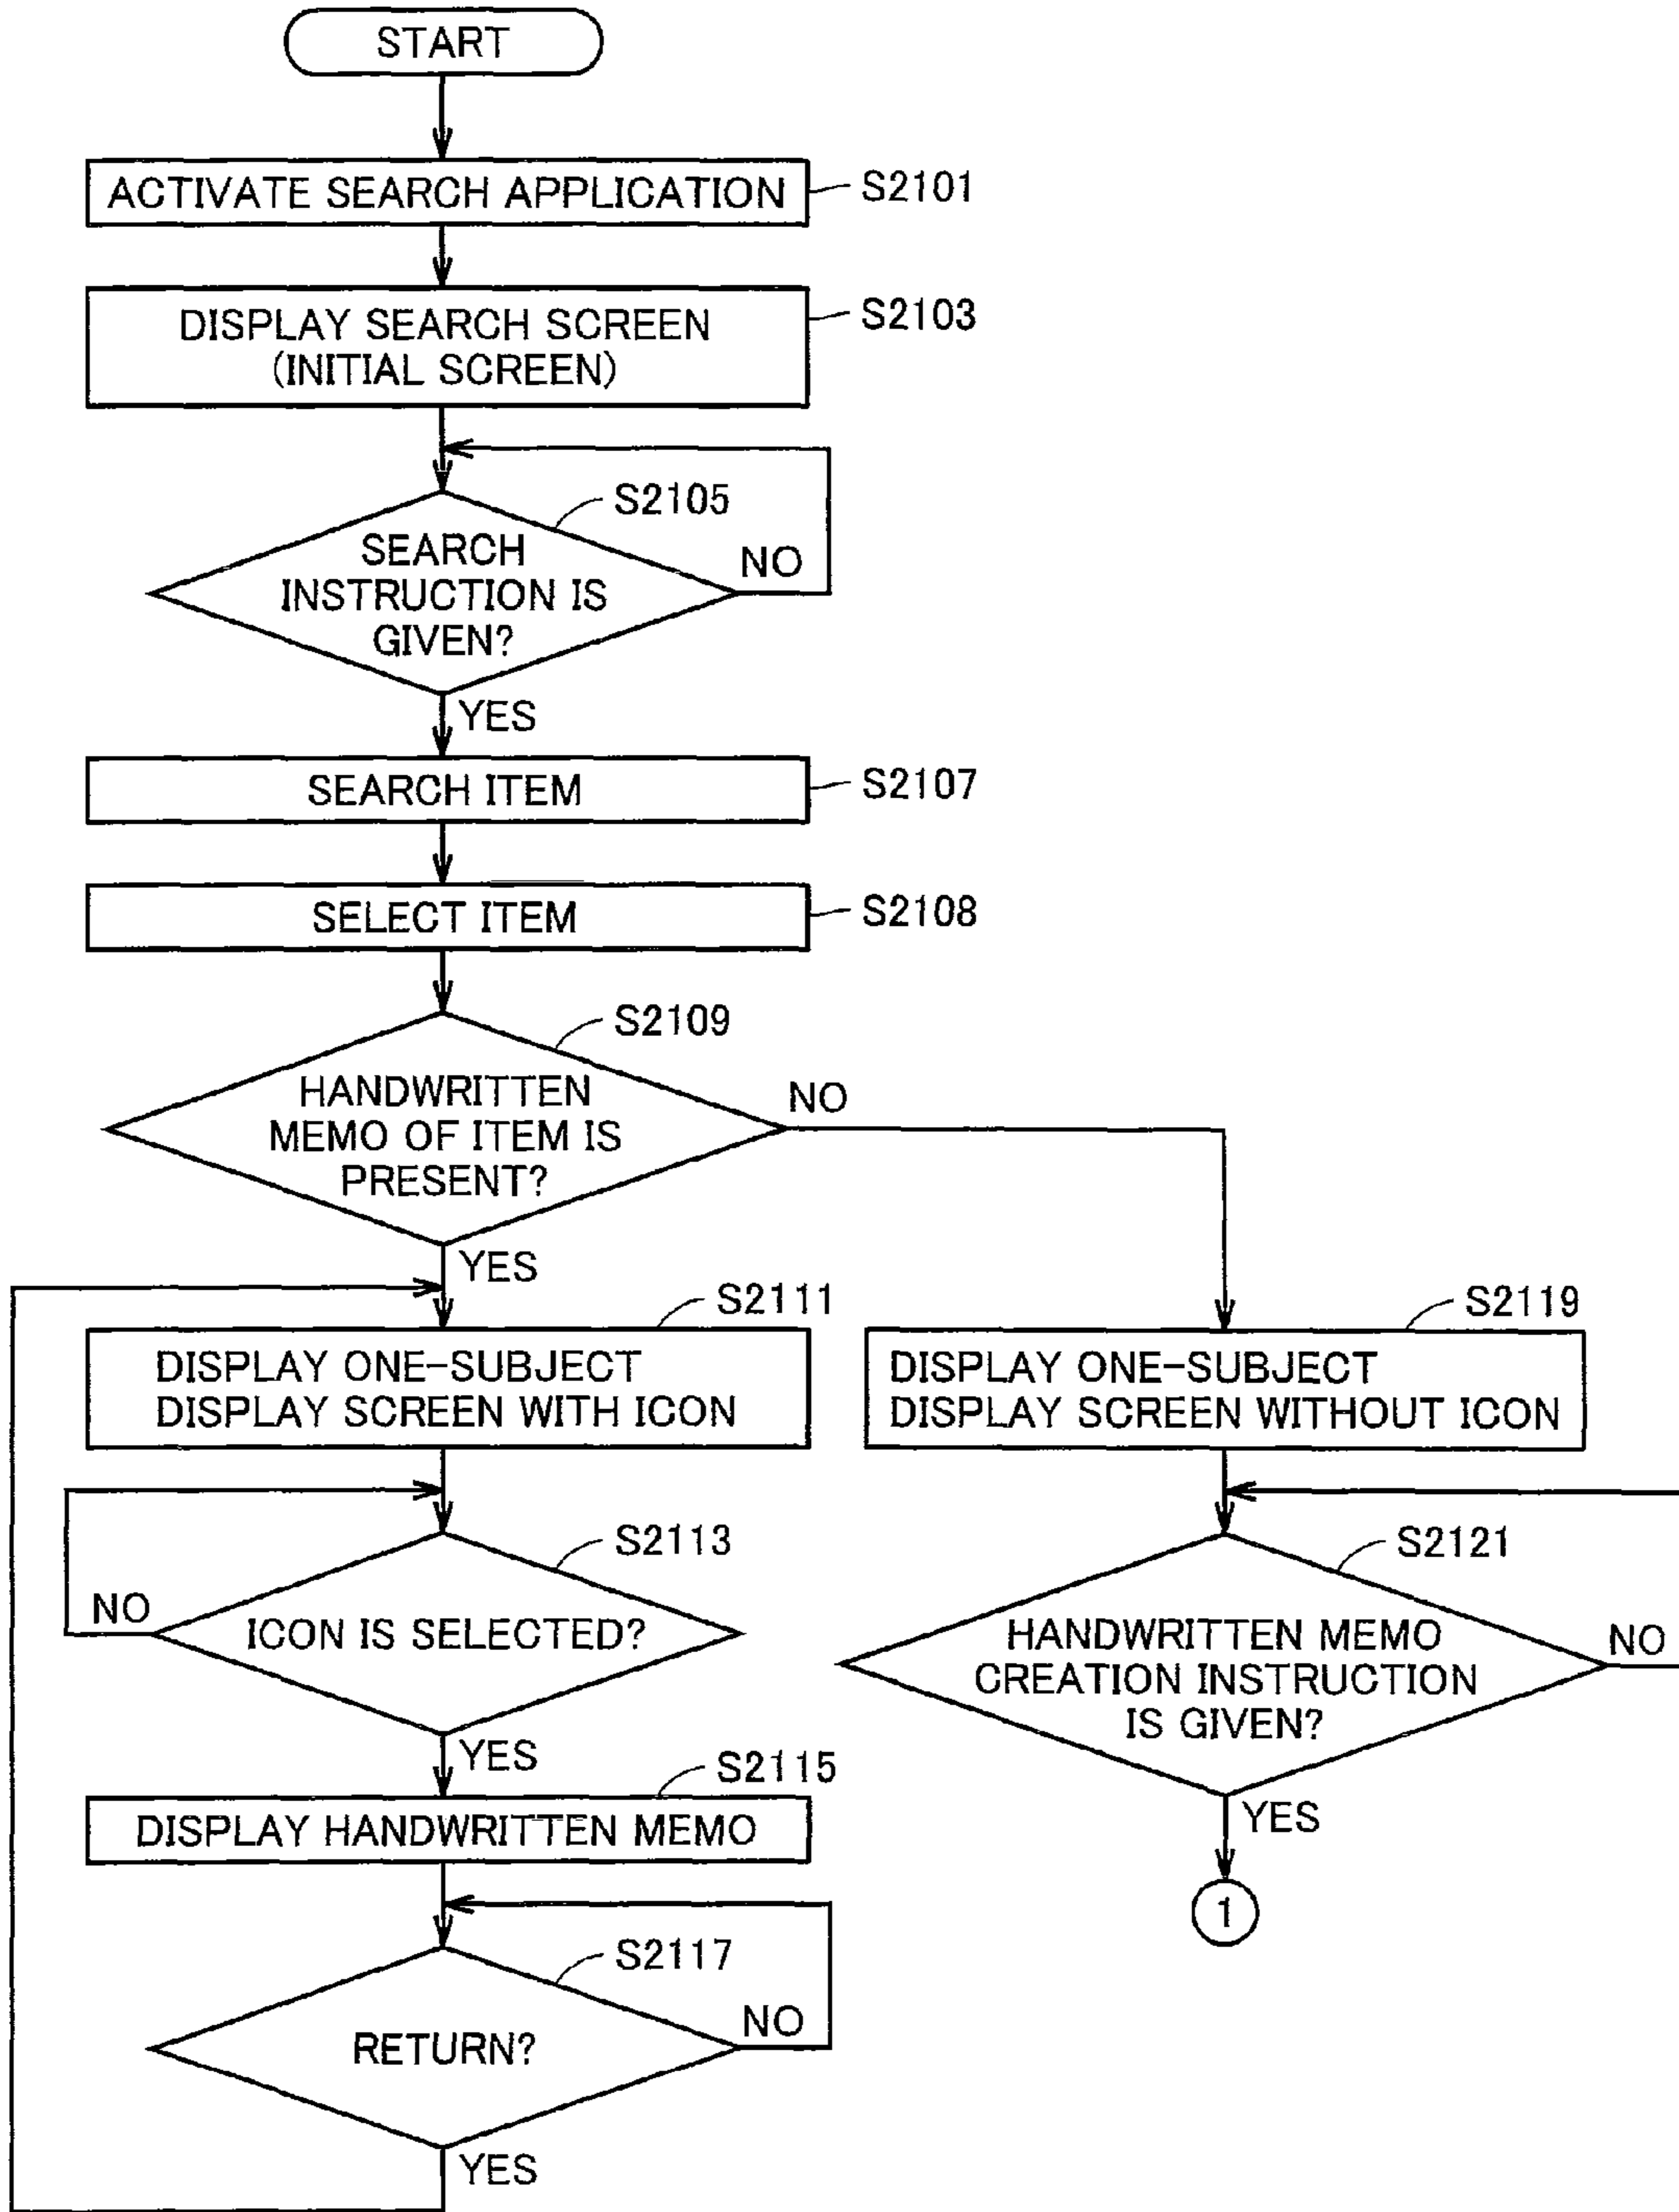 START
ACTIVATE SEARCH APPLICATION
S2101
DISPLAY SEARCH SCREEN
(INITIAL SCREEN)
S2103
S2105
SEARCH
INSTRUCTION IS
GIVEN?
NO
YES
SEARCH ITEM
S2107
SELECT ITEM
S2108
S2109
HANDWRITTEN
MEMO OF ITEM IS
PRESENT?
NO
YES
S2111
DISPLAY ONE-SUBJECT
DISPLAY SCREEN WITH ICON
S2113
NO
ICON IS SELECTED?
YES
S2115
DISPLAY HANDWRITTEN MEMO
S2117
RETURN?
NO
YES
S2119
DISPLAY ONE-SUBJECT
DISPLAY SCREEN WITHOUT ICON
S2121
HANDWRITTEN MEMO
CREATION INSTRUCTION
IS GIVEN?
NO
YES
1